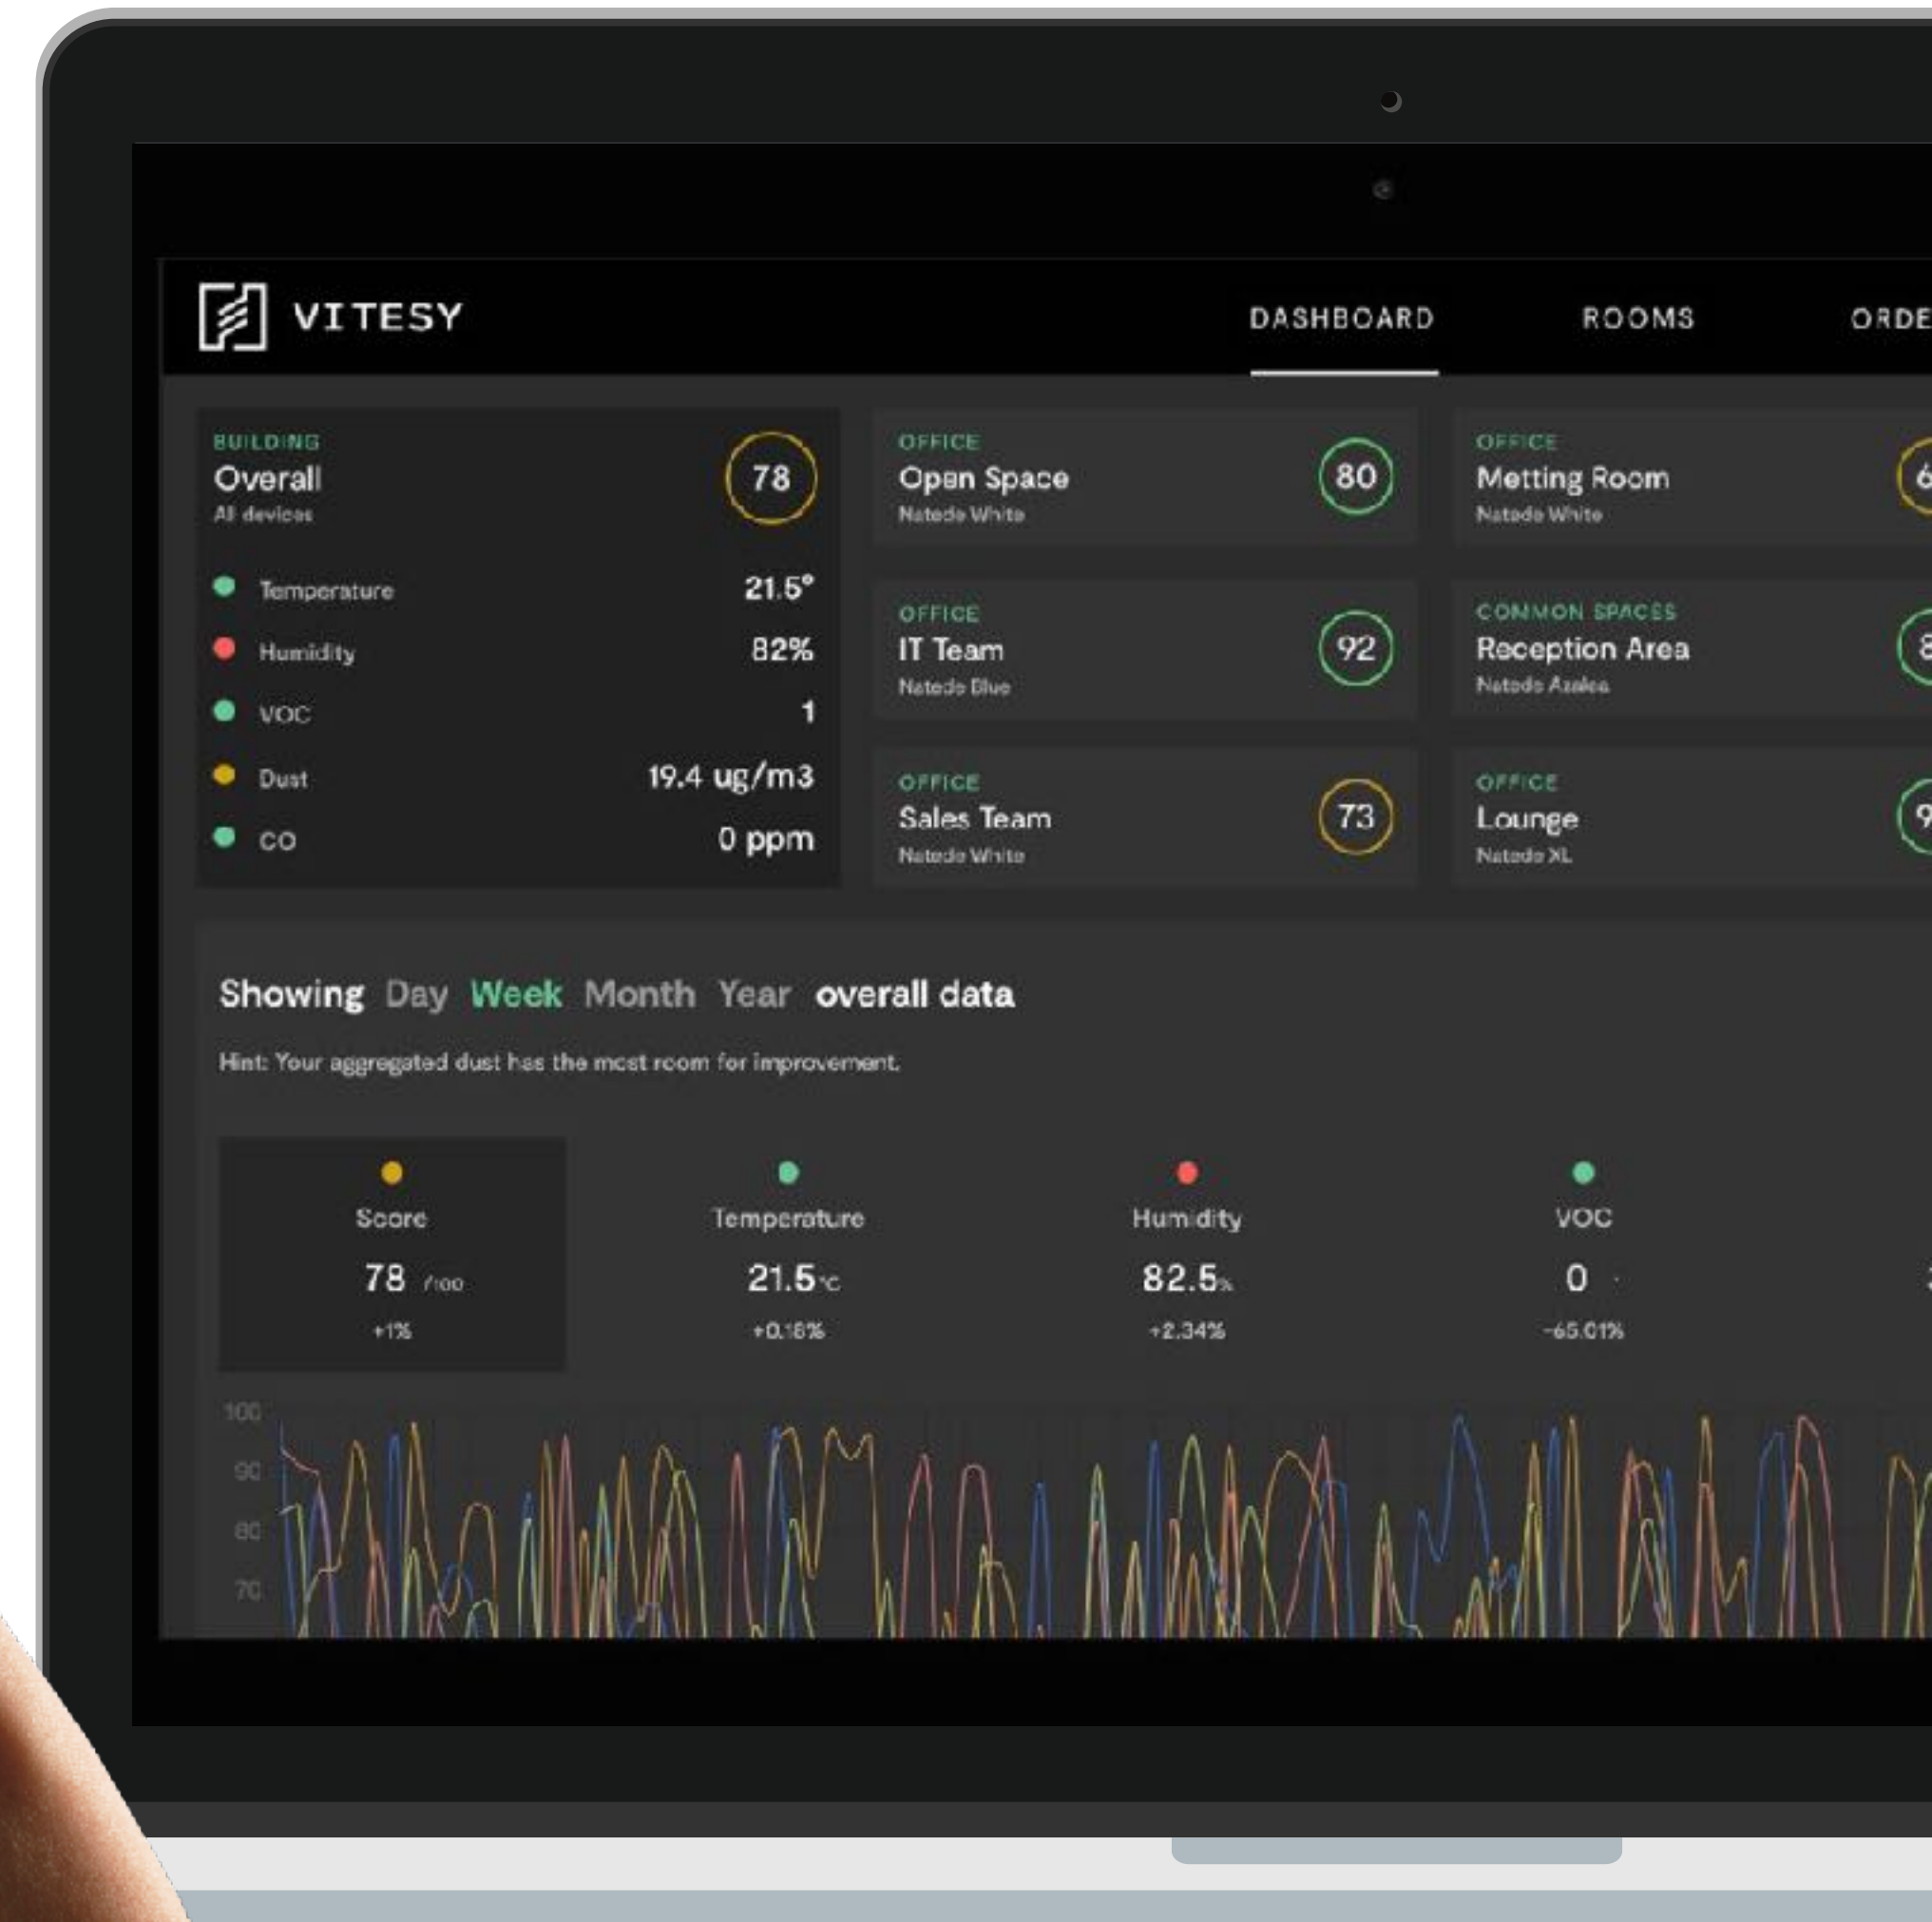 VITESY
DASHBOARD ROOMS
BUILDING
Overall
All devices
78
Temperature 21.5°
Humidity 82%
VOC 1
Dust 19.4 ug/m3
CO 0 ppm
OFFICE
Open Space
Natede White
80
OFFICE
Metting Room
Natede White
OFFICE
IT Team
Natede Blue
92
COMMON SPACES
Reception Area
Natede Azalea
OFFICE
Sales Team
Natede White
73
OFFICE
Lounge
Natede XL
Showing Day Week Month Year overall data
Hint: Your aggregated dust has the most room for improvement.
Score
78 /100
+1%
Temperature
21.5°C
+0.18%
Humidity
82.5%
+2.34%
VOC
0
-65.01%
100
90
80
70